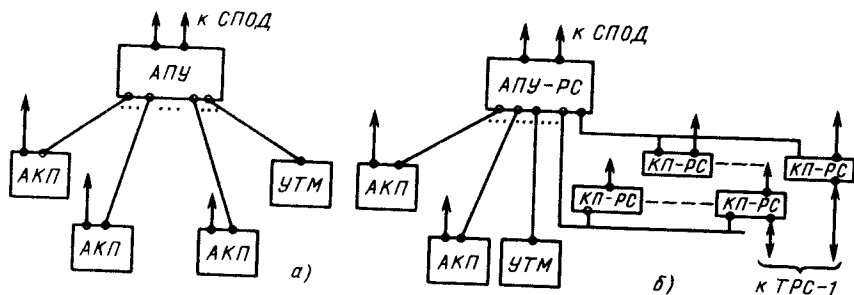 к СПОД
АПУ
АКП
АКП
АКП
УТМ
а)
к СПОД
АПУ-РС
АКП
АКП
УТМ
КП-РС
КП-РС
КП-РС
КП-РС
б)
к ТРС-1